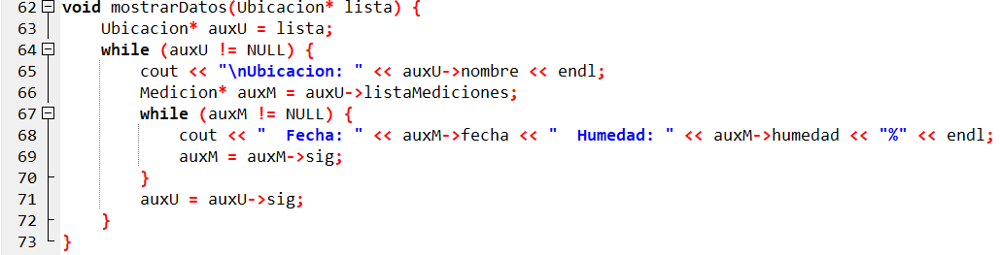 62 void mostrarDatos(Ubicacion* lista) {
63     Ubicacion* auxU = lista;
64     while (auxU != NULL) {
65         cout << "\nUbicacion: " << auxU->nombre << endl;
66         Medicion* auxM = auxU->listaMediciones;
67         while (auxM != NULL) {
68             cout << "  Fecha: " << auxM->fecha << "  Humedad: " << auxM->humedad << "%" << endl;
69             auxM = auxM->sig;
70         }
71         auxU = auxU->sig;
72     }
73 }